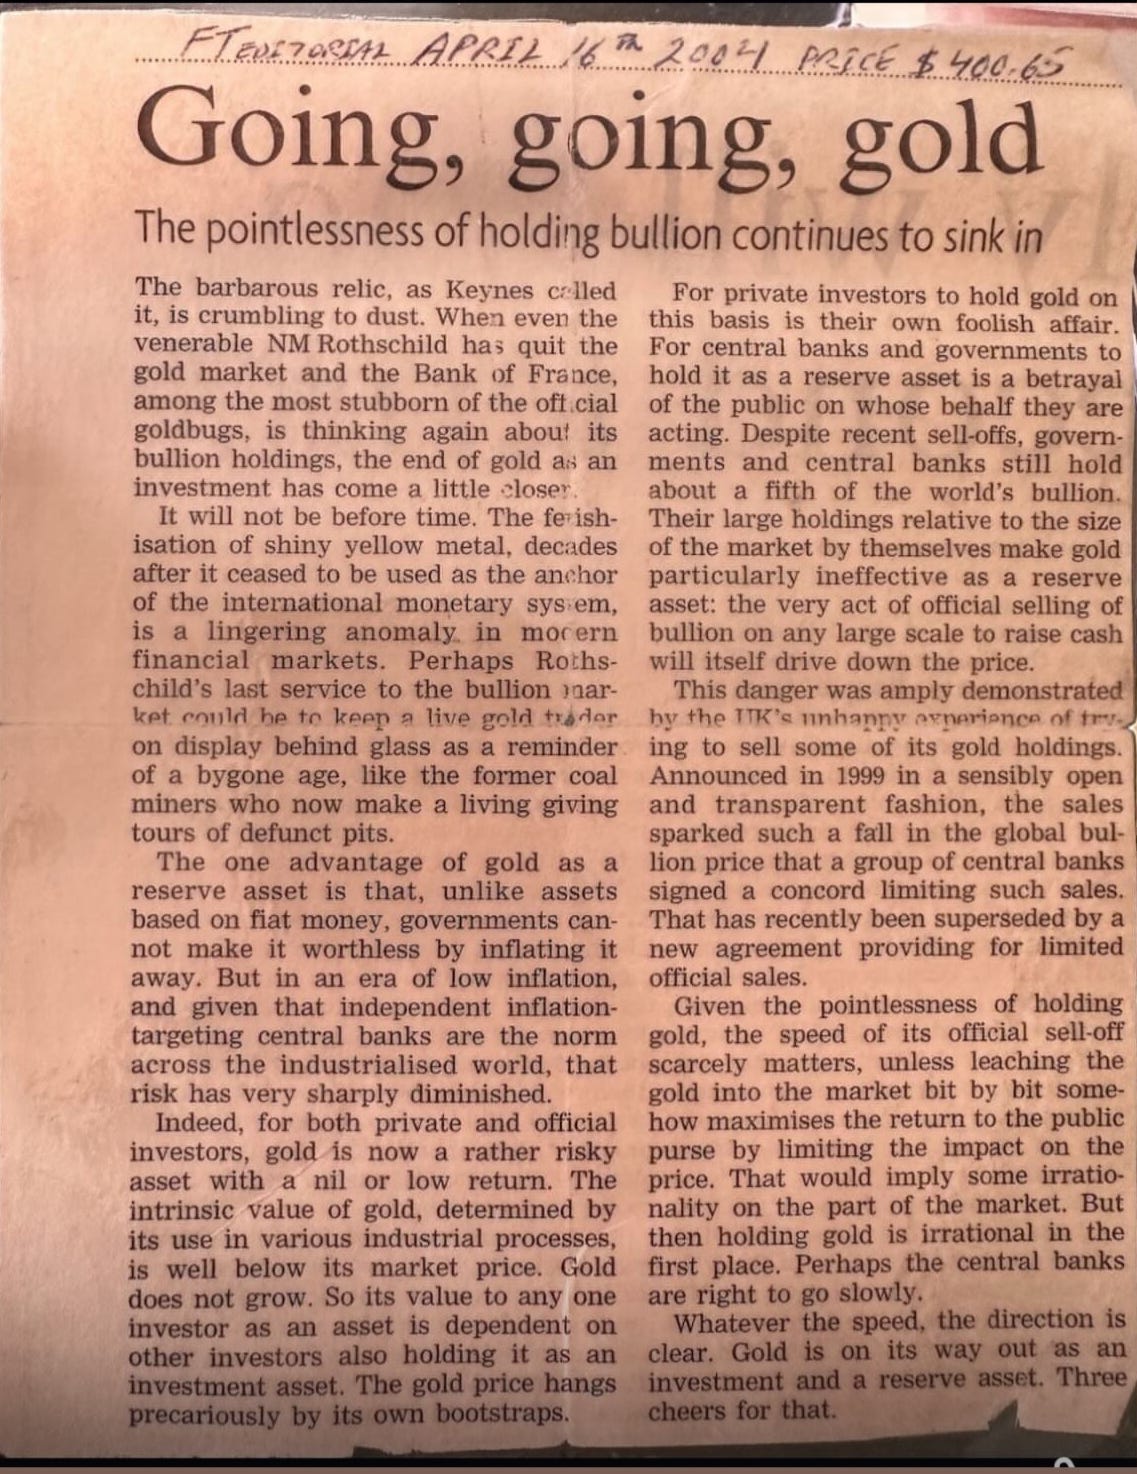 FT EDITORIAL APRIL 16TH 2004 PRICE $400.65
Going, going, gold
The pointlessness of holding bullion continues to sink in
The barbarous relic, as Keynes called
it, is crumbling to dust. When even the
venerable NM Rothschild has quit the
gold market and the Bank of France,
among the most stubborn of the official
goldbugs, is thinking again about its
bullion holdings, the end of gold as an
investment has come a little closer.
It will not be before time. The fetish-
isation of shiny yellow metal, decades
after it ceased to be used as the anchor
of the international monetary system,
is a lingering anomaly in modern
financial markets. Perhaps Roths-
child's last service to the bullion mar-
ket could be to keep a live gold trader
on display behind glass as a reminder
of a bygone age, like the former coal
miners who now make a living giving
tours of defunct pits.
The one advantage of gold as a
reserve asset is that, unlike assets
based on fiat money, governments can-
not make it worthless by inflating it
away. But in an era of low inflation,
and given that independent inflation-
targeting central banks are the norm
across the industrialised world, that
risk has very sharply diminished.
Indeed, for both private and official
investors, gold is now a rather risky
asset with a nil or low return. The
intrinsic value of gold, determined by
its use in various industrial processes,
is well below its market price. Gold
does not grow. So its value to any one
investor as an asset is dependent on
other investors also holding it as an
investment asset. The gold price hangs
precariously by its own bootstraps.
For private investors to hold gold on
this basis is their own foolish affair.
For central banks and governments to
hold it as a reserve asset is a betrayal
of the public on whose behalf they are
acting. Despite recent sell-offs, govern-
ments and central banks still hold
about a fifth of the world's bullion.
Their large holdings relative to the size
of the market by themselves make gold
particularly ineffective as a reserve
asset: the very act of official selling of
bullion on any large scale to raise cash
will itself drive down the price.
This danger was amply demonstrated
by the UK's unhappy experience of try-
ing to sell some of its gold holdings.
Announced in 1999 in a sensibly open
and transparent fashion, the sales
sparked such a fall in the global bul-
lion price that a group of central banks
signed a concord limiting such sales.
That has recently been superseded by a
new agreement providing for limited
official sales.
Given the pointlessness of holding
gold, the speed of its official sell-off
scarcely matters, unless leaching the
gold into the market bit by bit some-
how maximises the return to the public
purse by limiting the impact on the
price. That would imply some irratio-
nality on the part of the market. But
then holding gold is irrational in the
first place. Perhaps the central banks
are right to go slowly.
Whatever the speed, the direction is
clear. Gold is on its way out as an
investment and a reserve asset. Three
cheers for that.